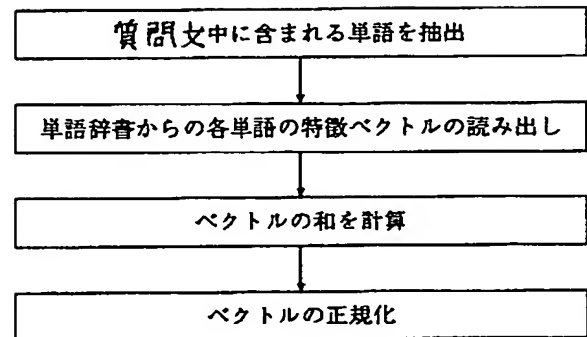 質問文中に含まれる単語を抽出
単語辞書からの各単語の特徴ベクトルの読み出し
ベクトルの和を計算
ベクトルの正規化